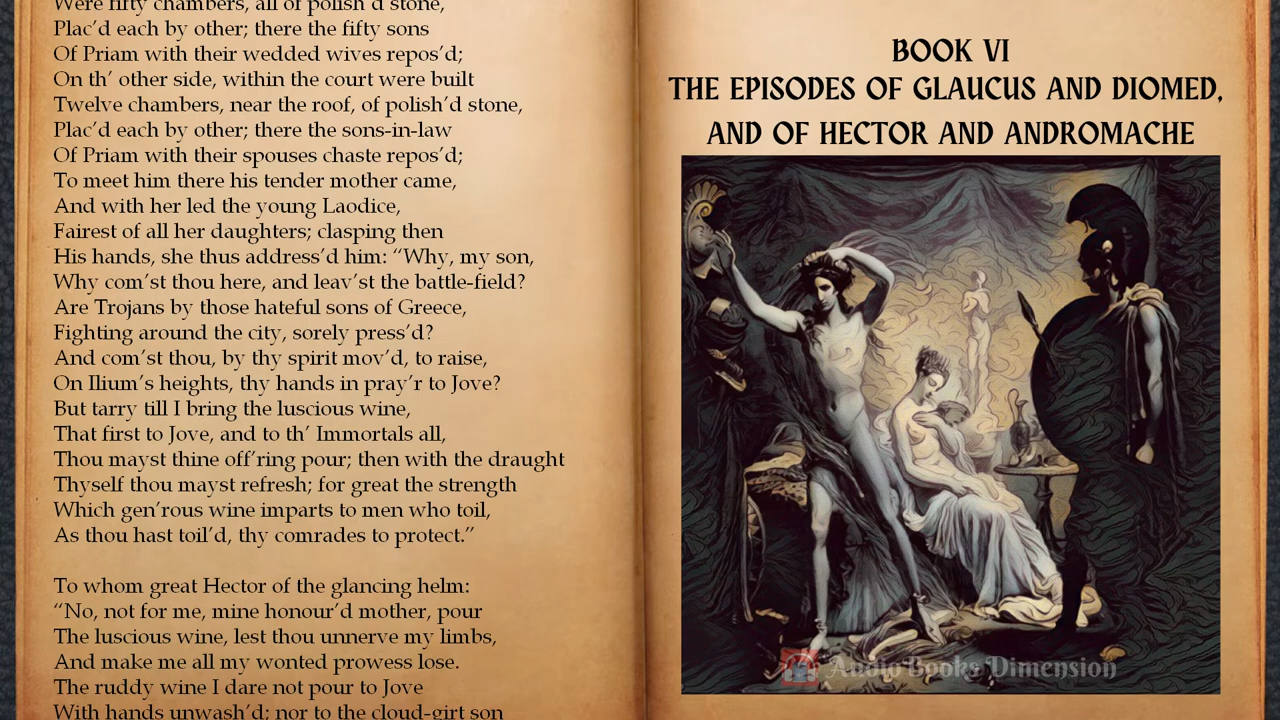 Were fifty chambers, all of polish’d stone,
Plac’d each by other; there the fifty sons
Of Priam with their wedded wives repos’d;
On th’ other side, within the court were built
Twelve chambers, near the roof, of polish’d stone,
Plac’d each by other; there the sons-in-law
Of Priam with their spouses chaste repos’d;
To meet him there his tender mother came,
And with her led the young Laodice,
Fairest of all her daughters; clasping then
His hands, she thus address’d him: “Why, my son,
Why com’st thou here, and leav’st the battle-field?
Are Trojans by those hateful sons of Greece,
Fighting around the city, sorely press’d?
And com’st thou, by thy spirit mov’d, to raise,
On Ilium’s heights, thy hands in pray’r to Jove?
But tarry till I bring the luscious wine,
That first to Jove, and to th’ Immortals all,
Thou mayst thine off’ring pour; then with the draught
Thyself thou mayst refresh; for great the strength
Which gen’rous wine imparts to men who toil,
As thou hast toil’d, thy comrades to protect.”
To whom great Hector of the glancing helm:
“No, not for me, mine honour’d mother, pour
The luscious wine, lest thou unnerve my limbs,
And make me all my wonted prowess lose.
The ruddy wine I dare not pour to Jove
With hands unwash’d; nor to the cloud-girt son
BOOK VI
THE EPISODES OF GLAUCUS AND DIOMED,
AND OF HECTOR AND ANDROMACHE
AudioBooks Dimension